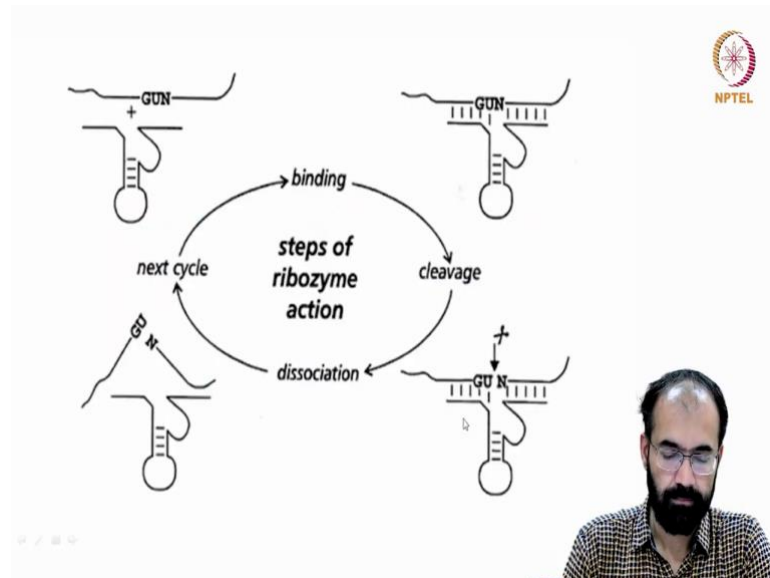 NPTEL
GUN
+
GUN
binding
steps of
ribozyme
action
next cycle
cleavage
dissociation
GU N
GU N